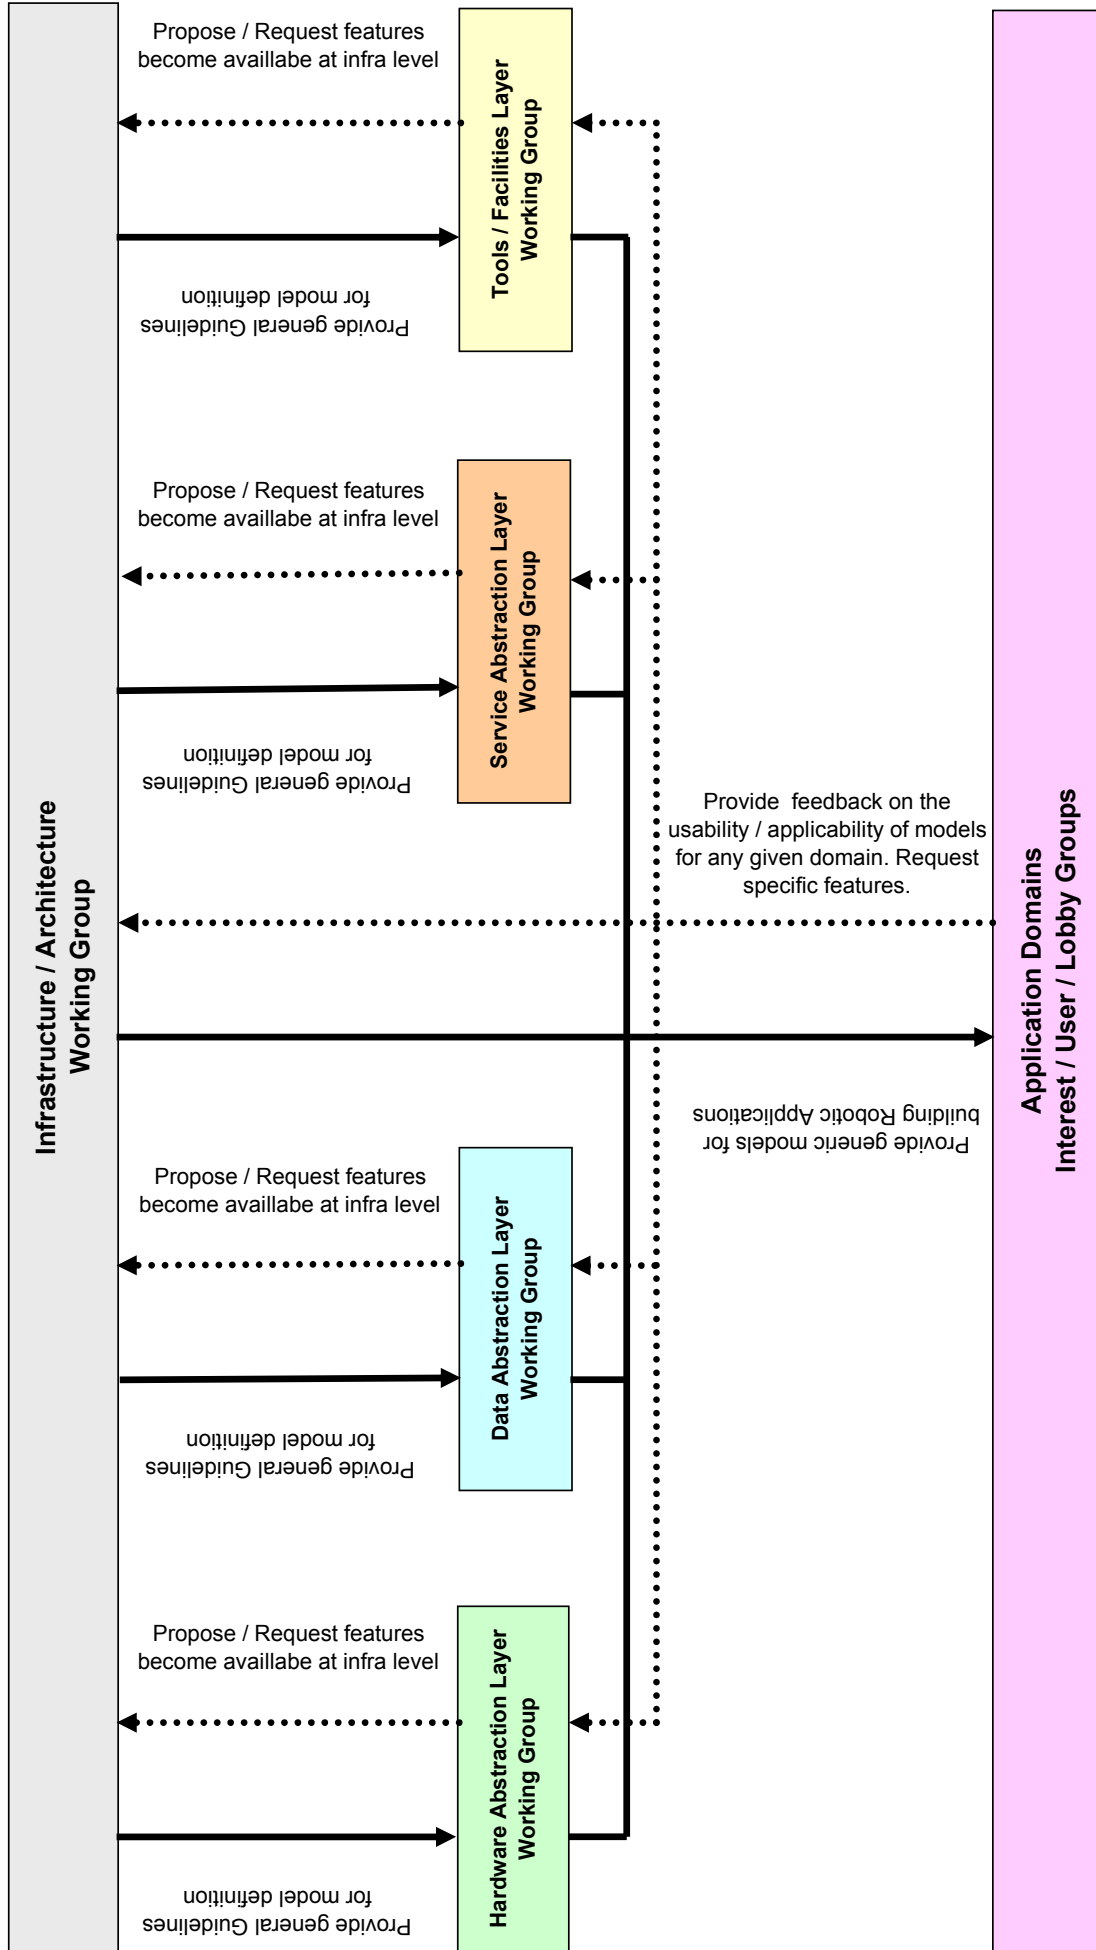 Infrastructure / Architecture
Working Group
Propose / Request features
become availlabe at infra level
Tools / Facilities Layer
Working Group
Provide general Guidelines
for model definition
Propose / Request features
become availlabe at infra level
Service Abstraction Layer
Working Group
Provide general Guidelines
for model definition
Provide  feedback on the
usability / applicability of models
for any given domain. Request
specific features.
Application Domains
Interest / User / Lobby Groups
Provide generic models for
building Robotic Applications
Propose / Request features
become availlabe at infra level
Data Abstraction Layer
Working Group
Provide general Guidelines
for model definition
Propose / Request features
become availlabe at infra level
Hardware Abstraction Layer
Working Group
Provide general Guidelines
for model definition